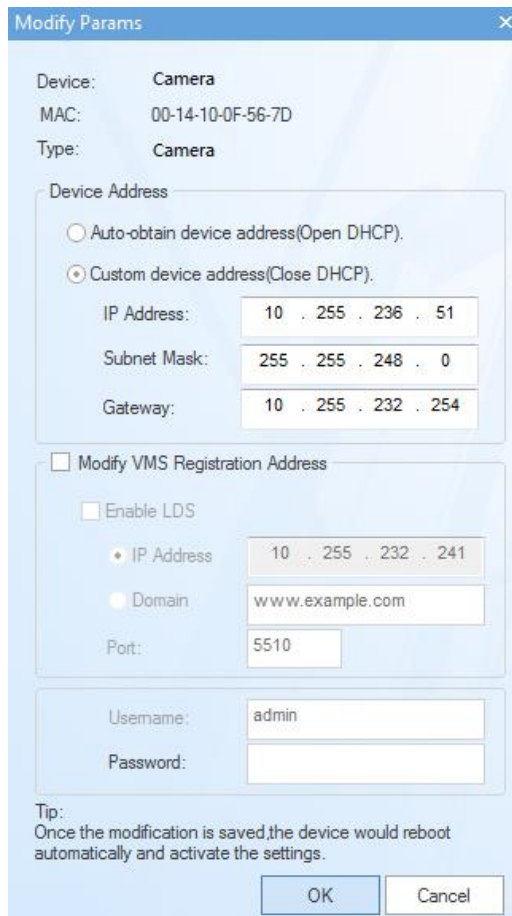 Modify Params
Device: Camera
MAC: 00-14-10-0F-56-7D
Type: Camera
Device Address
Auto-obtain device address(Open DHCP).
Custom device address(Close DHCP).
IP Address: 10 . 255 . 236 . 51
Subnet Mask: 255 . 255 . 248 . 0
Gateway: 10 . 255 . 232 . 254
Modify VMS Registration Address
Enable LDS
IP Address 10 . 255 . 232 . 241
Domain www.example.com
Port: 5510
Username: admin
Password:
Tip:
Once the modification is saved,the device would reboot
automatically and activate the settings.
OK Cancel